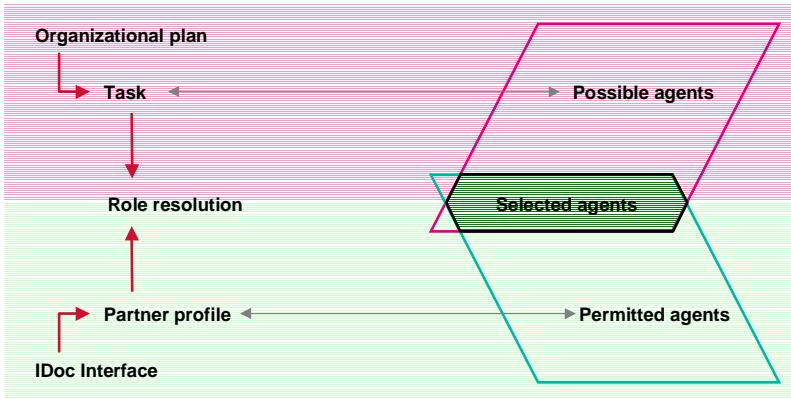 Organizational plan
Task
Possible agents
Role resolution
Selected agents
Partner profile
Permitted agents
IDoc Interface